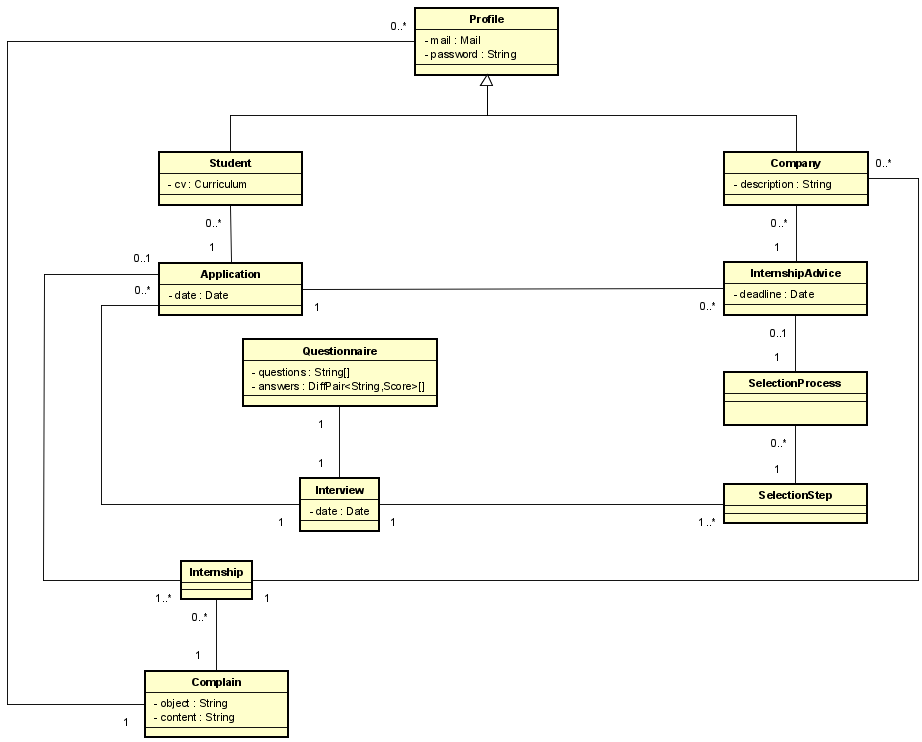 Profile
0..*
- mail : Mail
- password : String
Student
- cv : Curriculum
Company
- description : String
0..*
0..*
1
0..*
1
0..1
0..*
Application
- date : Date
1
InternshipAdvice
- deadline : Date
0..*
0..1
1
Questionnaire
- questions : String[]
- answers : DiffPair<String,Score>[]
SelectionProcess
1
1
0..*
1
Interview
- date : Date
1
1
SelectionStep
1..*
Internship
1..*
1
0..*
1
Complain
- object : String
- content : String
1